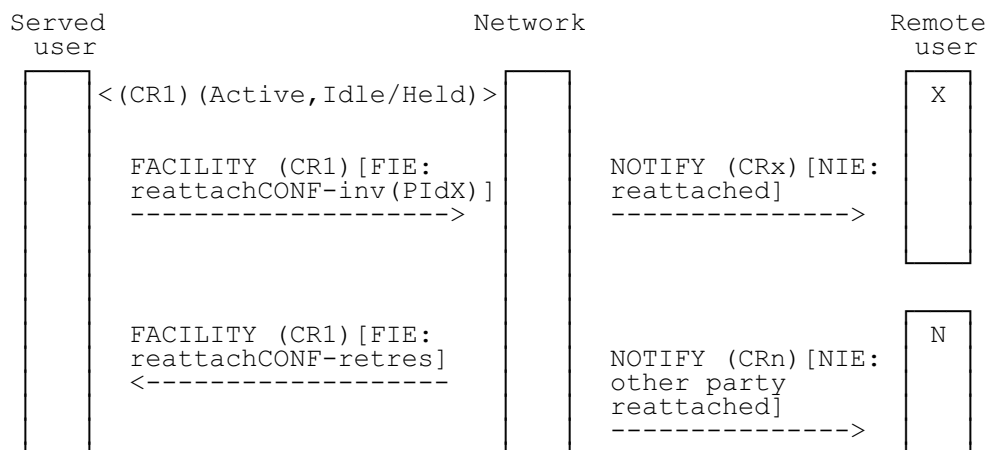 Served user
Network
Remote user
<(CR1)(Active,Idle/Held)>
X
FACILITY (CR1)[FIE:
reattachCONF-inv(PIdX)]
-------------------->
NOTIFY (CRx)[NIE:
reattached]
--------------->
FACILITY (CR1)[FIE:
reattachCONF-retres]
<-------------------
N
NOTIFY (CRn)[NIE:
other party
reattached]
--------------->